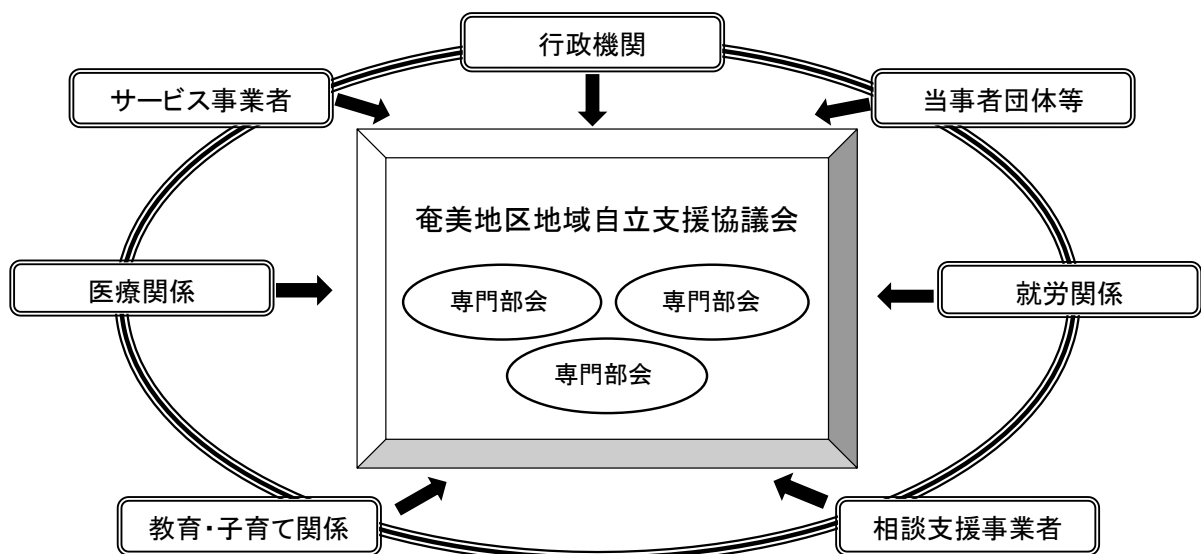 行政機関
サービス事業者
当事者団体等
奄美地区地域自立支援協議会
医療関係
専門部会
専門部会
就労関係
専門部会
教育・子育て関係
相談支援事業者